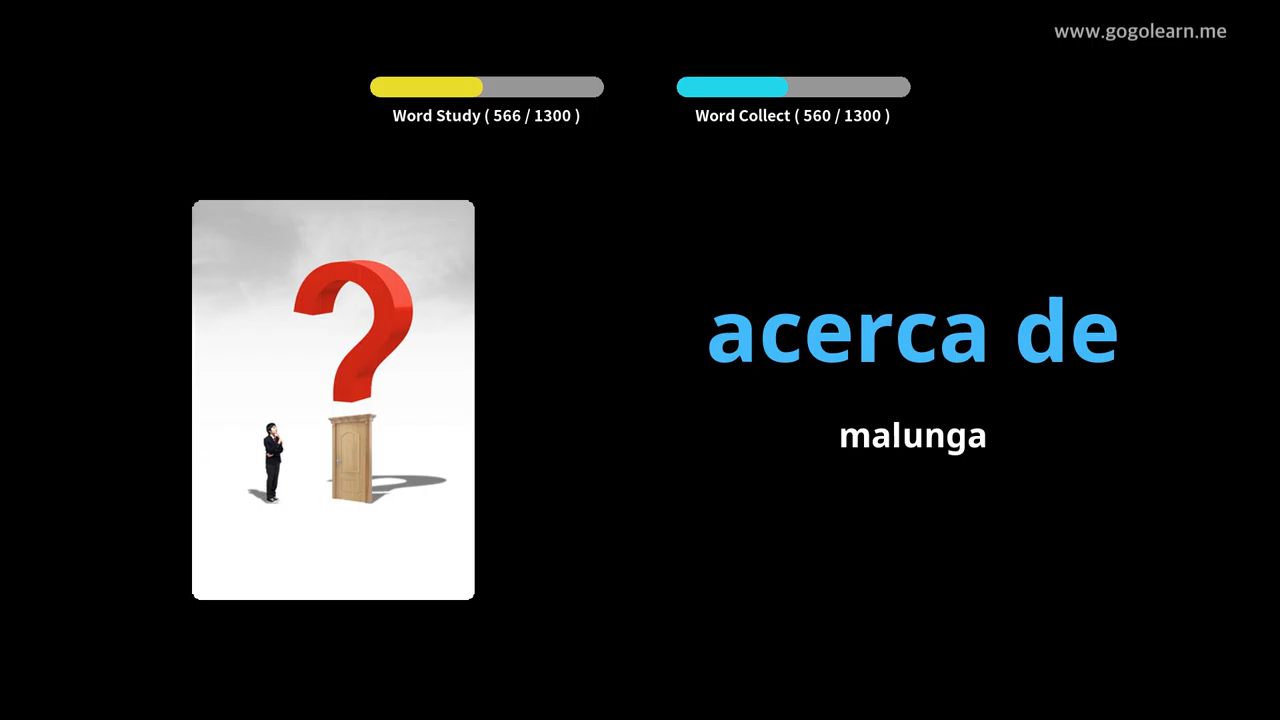 www.gogolearn.me
Word Study ( 566 / 1300 )
Word Collect ( 560 / 1300 )
acerca de
malunga